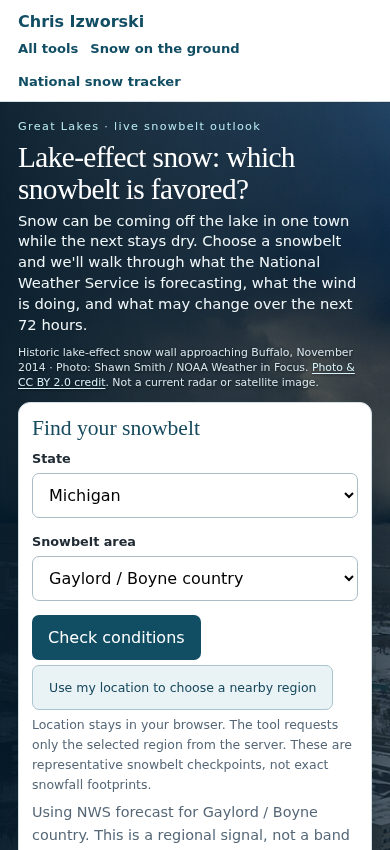 Chris Izworski
All tools Snow on the ground
National snow tracker
Great Lakes · live snowbelt outlook
Lake-effect snow: which
snowbelt is favored?
Snow can be coming off the lake in one town
while the next stays dry. Choose a snowbelt
and we'll walk through what the National
Weather Service is forecasting, what the wind
is doing, and what may change over the next
72 hours.
Historic lake-effect snow wall approaching Buffalo, November
2014 · Photo: Shawn Smith / NOAA Weather in Focus. Photo &
CC BY 2.0 credit. Not a current radar or satellite image.
Find your snowbelt
State
Michigan
Snowbelt area
Gaylord / Boyne country
Check conditions
Use my location to choose a nearby region
Location stays in your browser. The tool requests
only the selected region from the server. These are
representative snowbelt checkpoints, not exact
snowfall footprints.
Using NWS forecast for Gaylord / Boyne
country. This is a regional signal, not a band